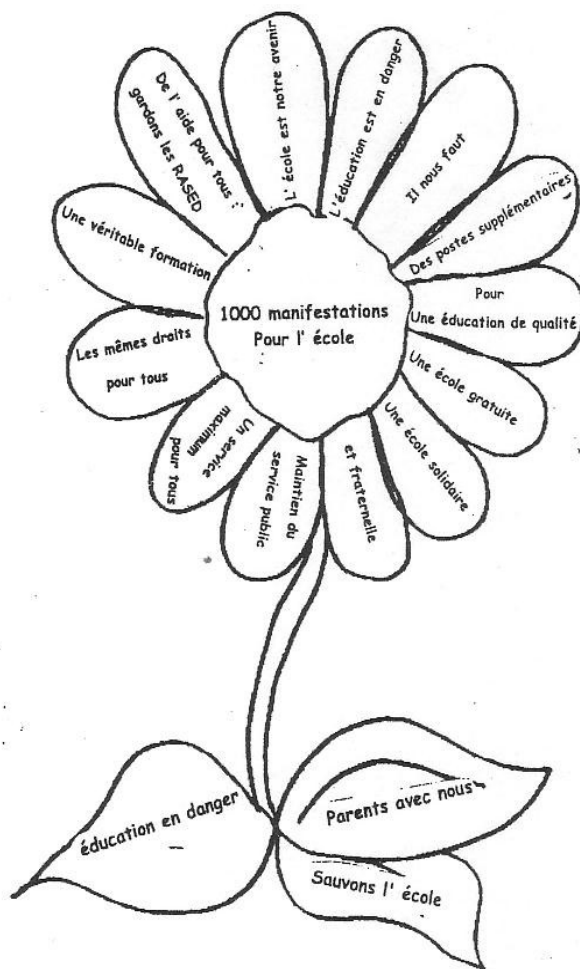 1000 manifestations
Pour l' école
L' école est notre avenir
L'éducation est en danger
Il nous faut
Des postes supplémentaires
Pour
Une éducation de qualité
Une école gratuite
Une école solidaire
et fraternelle
Maintien du
service public
Un service
maximum
pour tous
Les mêmes droits
pour tous
Une véritable formation
De l' aide pour tous :
gardons les RASED
éducation en danger
Parents avec nous
Sauvons l' école